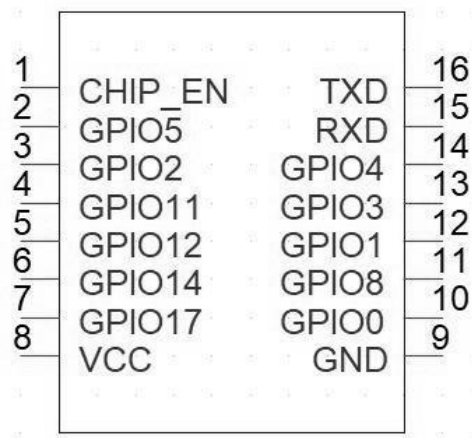 1 CHIP_EN TXD 16
2 GPIO5 RXD 15
3 GPIO2 GPIO4 14
4 GPIO11 GPIO3 13
5 GPIO12 GPIO1 12
6 GPIO14 GPIO8 11
7 GPIO17 GPIO0 10
8 VCC GND 9